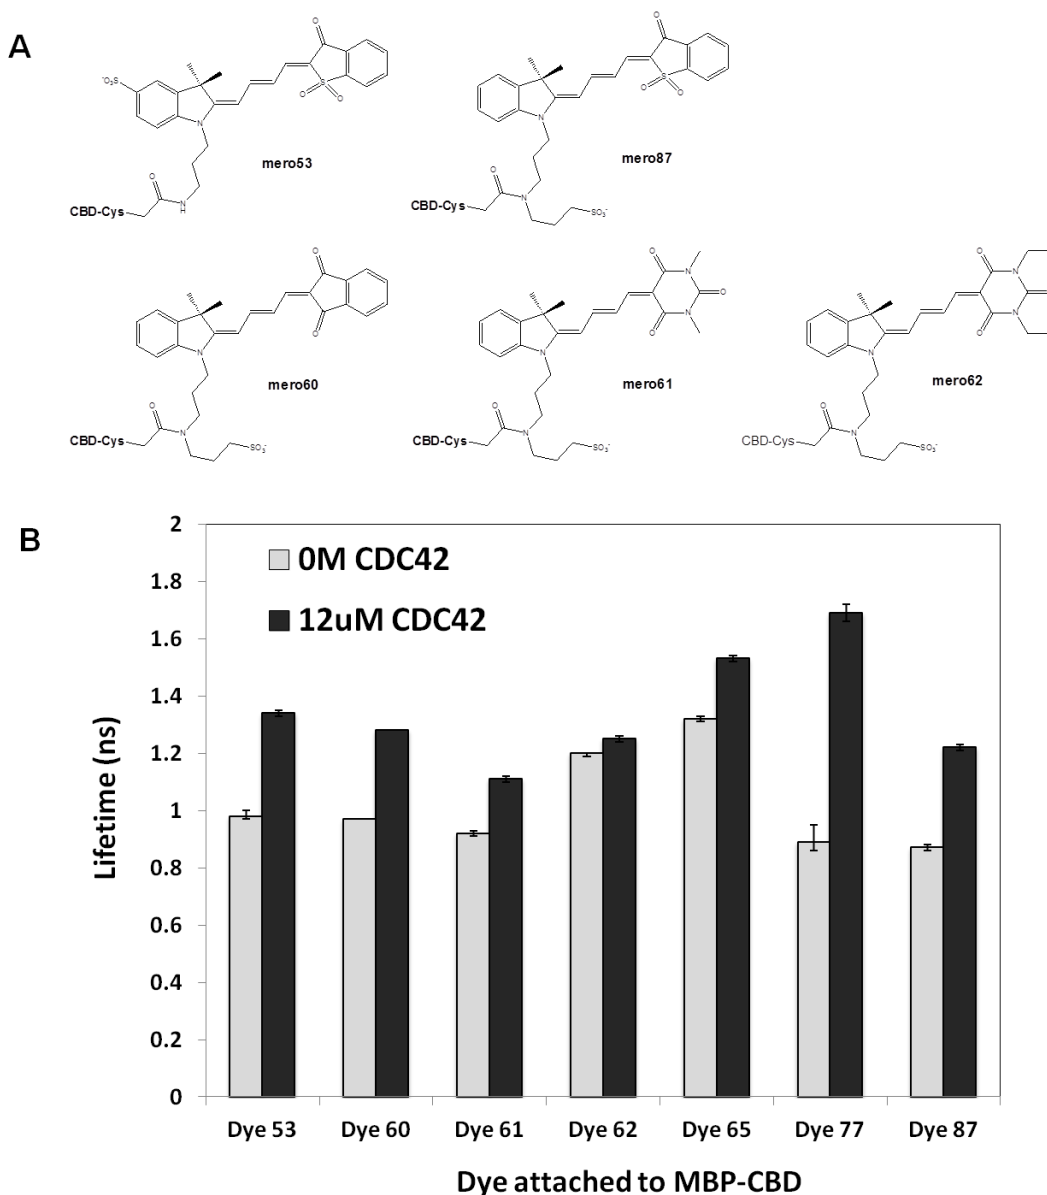 A
⁻O₃S
O
O
O
S
N
O
N
H
CBD-Cys
mero53
O
O
O
S
N
O
N
CBD-Cys
SO₃⁻
mero87
O
O
N
O
N
CBD-Cys
SO₃⁻
mero60
O
N
O
N
O
N
O
N
CBD-Cys
SO₃⁻
mero61
O
N
O
N
N
O
N
CBD-Cys
SO₃⁻
mero62
B
2
1.8
1.6
1.4
1.2
1
0.8
0.6
0.4
0.2
0
Lifetime (ns)
0M CDC42
12uM CDC42
Dye 53 Dye 60 Dye 61 Dye 62 Dye 65 Dye 77 Dye 87
Dye attached to MBP-CBD